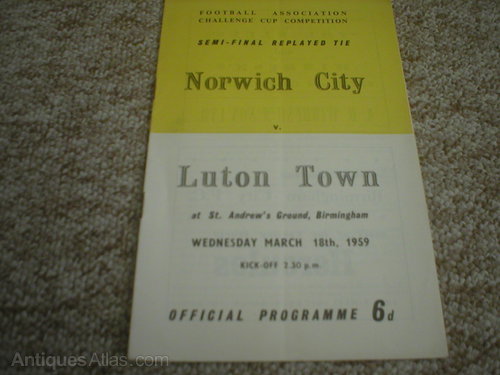 FOOTBALL ASSOCIATION
CHALLENGE CUP COMPETITION
SEMI-FINAL REPLAYED TIE
Norwich City
v.
Luton Town
at St. Andrew's Ground, Birmingham
WEDNESDAY MARCH 18th, 1959
KICK-OFF 2.30 p.m.
OFFICIAL PROGRAMME 6d
AntiquesAtlas.com